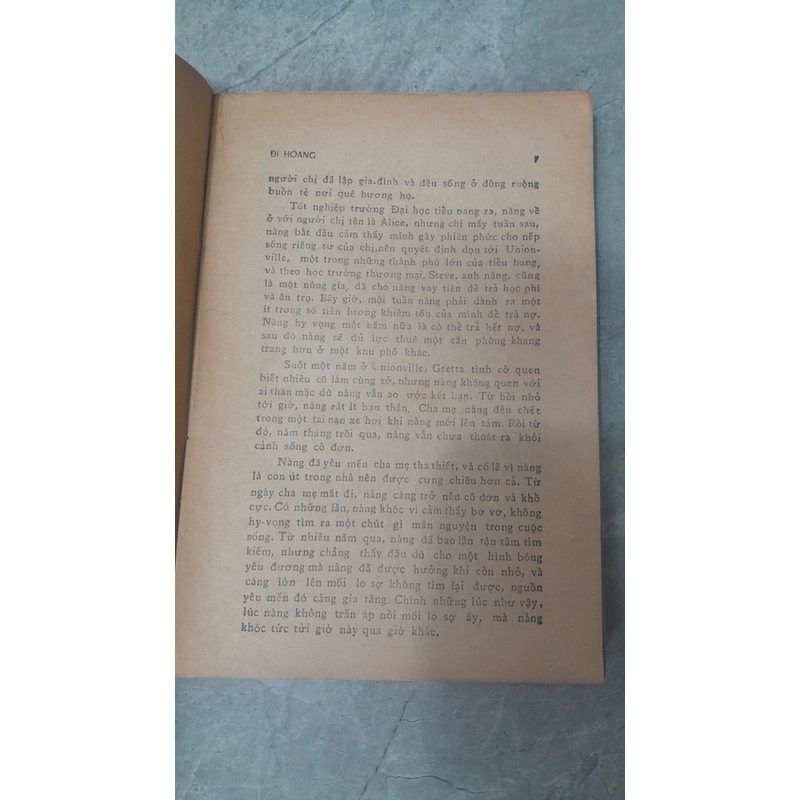 ĐỈ HOANG 7
người chị đã lập gia-đình và đều sống ở đồng ruộng
buồn tẻ nơi quê hương họ.
Tốt nghiệp trường Đại học tiểu bang ra, nàng về
ở với người chị tên là Alice, nhưng chỉ mấy tuần sau,
nàng bắt đầu cảm thấy mình gây phiền phức cho nếp
sống riêng tư của chị,nên quyết định dọn tới Union-
ville, một trong những thành phố lớn của tiểu bang,
và theo học trường thương mại. Steve, anh nàng, cũng
là một nông gia, đã cho nàng vay tiền để trả học phí
và ăn trọ. Bây giờ, mỗi tuần nàng phải dành ra một
ít trong số tiền lương khiêm tốn của mình để trả nợ.
Nàng hy vọng một năm nữa là có thể trả hết nợ, và
sau đó nàng sẽ đủ lực thuê một căn phòng khang
trang hơn ở một khu phố khác.
Suốt một năm ở Unionville, Gretta tình cờ quen
biết nhiều cô làm cùng sở, nhưng nàng không quen với
ai thân mặc dù nàng vẫn ao ước kết bạn. Từ hồi nhỏ
tới giờ, nàng rất ít bạn thân. Cha mẹ nàng đều chết
trong một tai nạn xe hơi khi nàng mới lên tám. Rồi từ
đó, năm tháng trôi qua, nàng vẫn chưa thoát ra khỏi
cảnh sống cô đơn.
Nàng đã yêu mến cha mẹ tha thiết, và có lẽ vì nàng
là con út trong nhà nên được cưng chiều hơn cả. Từ
ngày cha mẹ mất đi, nàng càng trở nên cô đơn và khổ
cực. Có những lần, nàng khóc vì cảm thấy bơ vơ, không
hy-vọng tìm ra một chút gì mãn nguyện trong cuộc
sống. Từ nhiều năm qua, nàng đã bao lần tận tâm tìm
kiếm, nhưng chẳng thấy đâu dù cho một hình bóng
yêu đương mà nàng đã được hưởng khi còn nhỏ, và
càng lớn lên mối lo sợ không tìm lại được, nguồn
yêu mến đó càng gia tăng. Chính những lúc như vậy,
lúc nàng không trấn áp nổi mối lo sợ ấy, mà nàng
khóc tức tửi giờ này qua giờ khác.